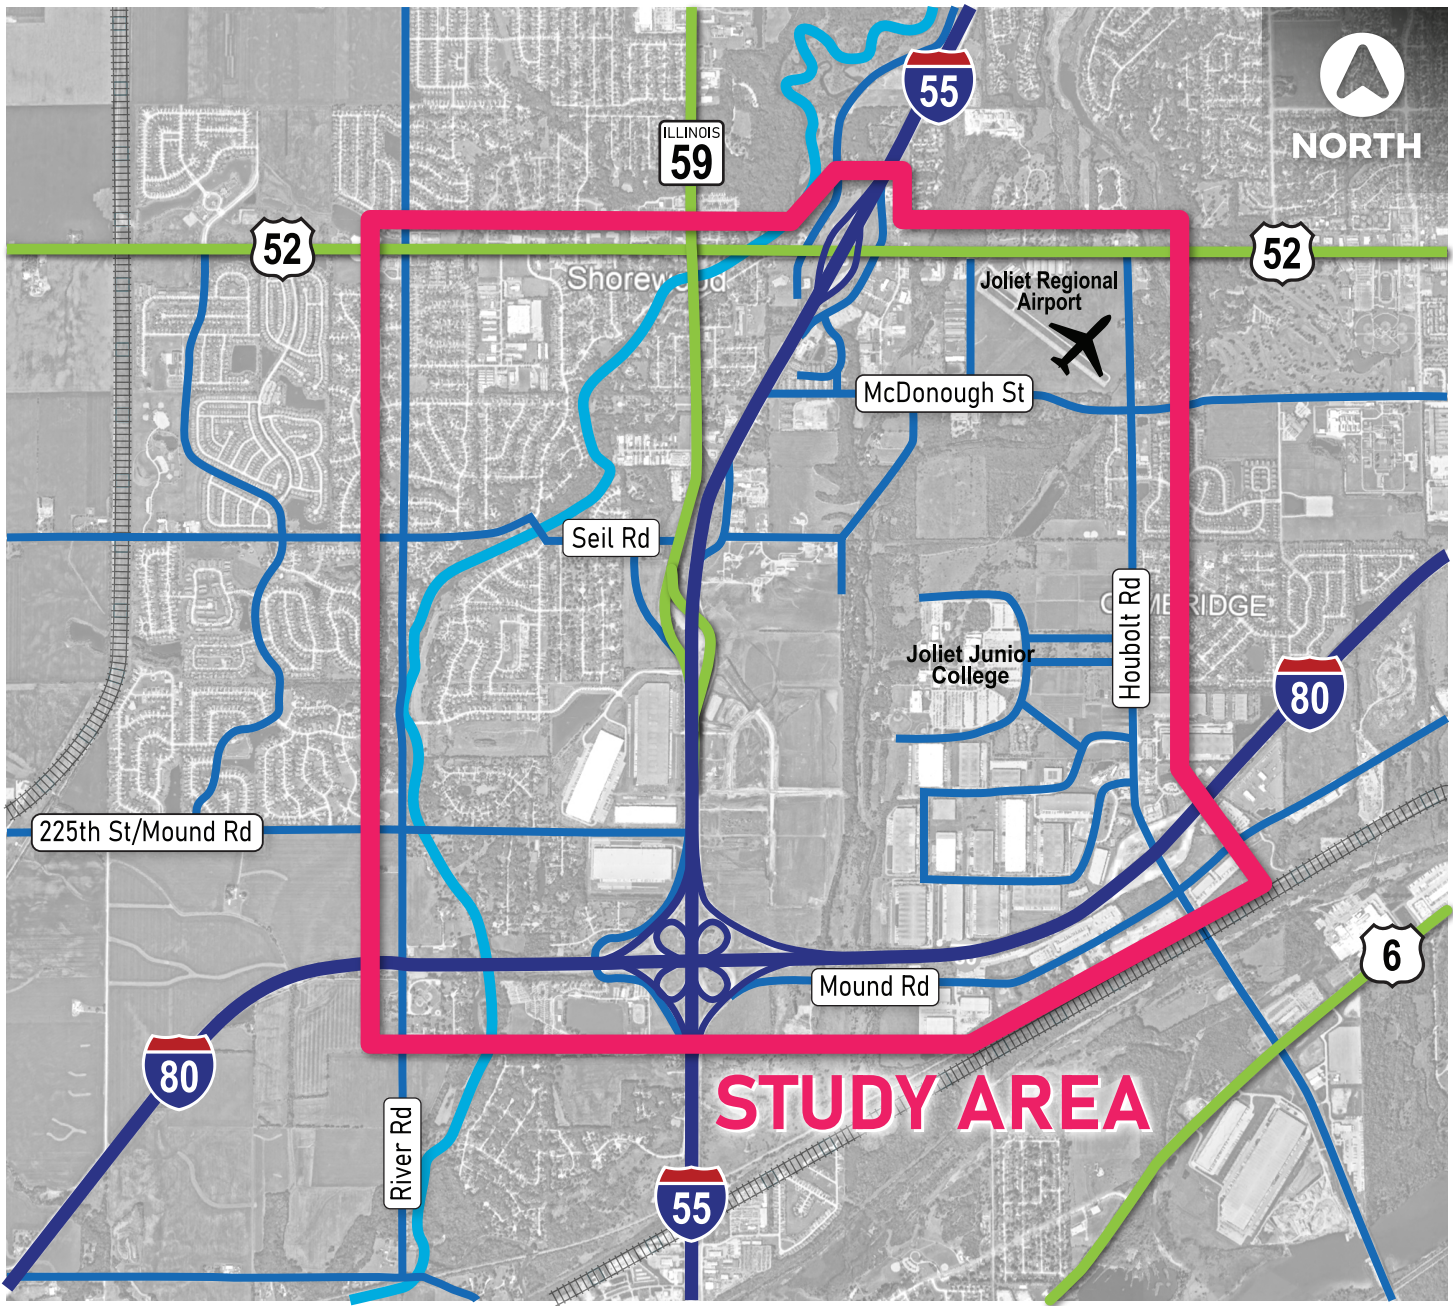 55
NORTH
ILLINOIS
59
52
52
Shorewood
Joliet Regional
Airport
McDonough St
Seil Rd
Houbolt Rd
Joliet Junior
College
80
225th St/Mound Rd
6
Mound Rd
80
STUDY AREA
River Rd
55